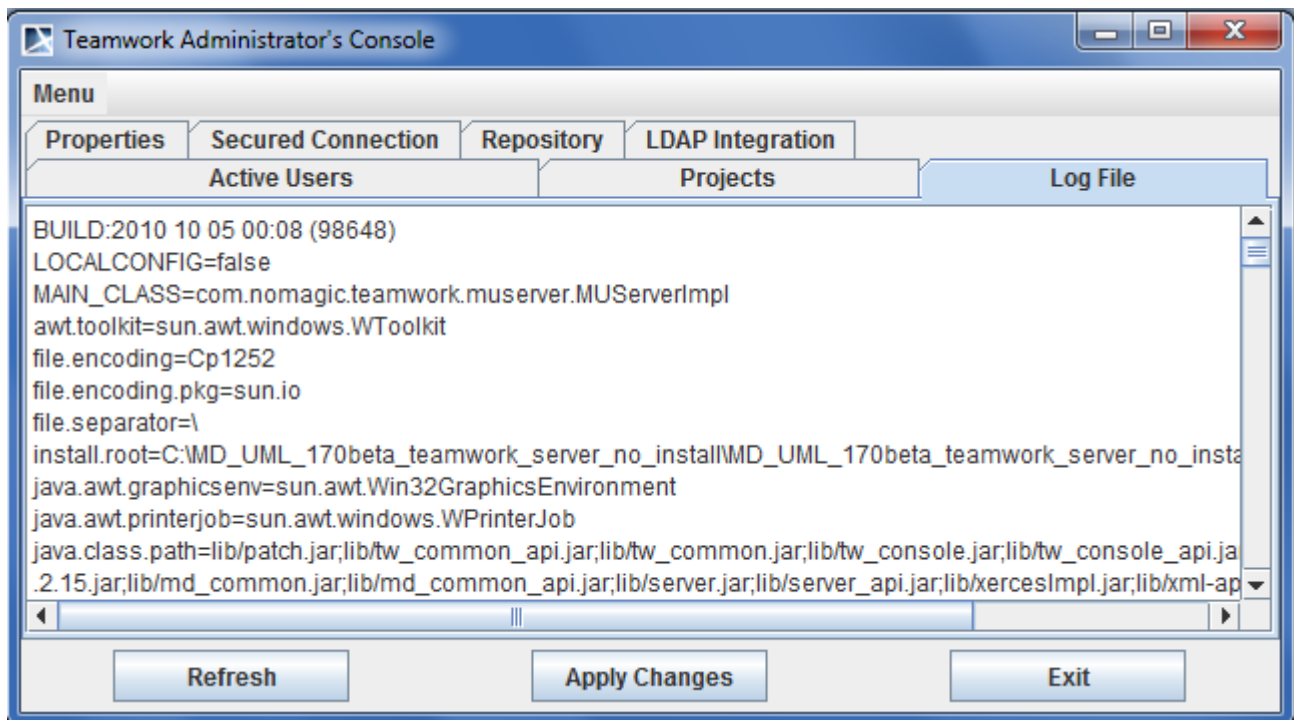 Teamwork Administrator's Console
Menu
Properties Secured Connection Repository LDAP Integration
Active Users Projects Log File
BUILD:2010 10 05 00:08 (98648)
LOCALCONFIG=false
MAIN_CLASS=com.nomagic.teamwork.muserver.MUServerImpl
awt.toolkit=sun.awt.windows.WToolkit
file.encoding=Cp1252
file.encoding.pkg=sun.io
file.separator=\
install.root=C:\MD_UML_170beta_teamwork_server_no_install\MD_UML_170beta_teamwork_server_no_insta
java.awt.graphicsenv=sun.awt.Win32GraphicsEnvironment
java.awt.printerjob=sun.awt.windows.WPrinterJob
java.class.path=lib/patch.jar;lib/tw_common_api.jar;lib/tw_common.jar;lib/tw_console.jar;lib/tw_console_api.jar
.2.15.jar;lib/md_common.jar;lib/md_common_api.jar;lib/server.jar;lib/server_api.jar;lib/xercesImpl.jar;lib/xml-ap
Refresh Apply Changes Exit